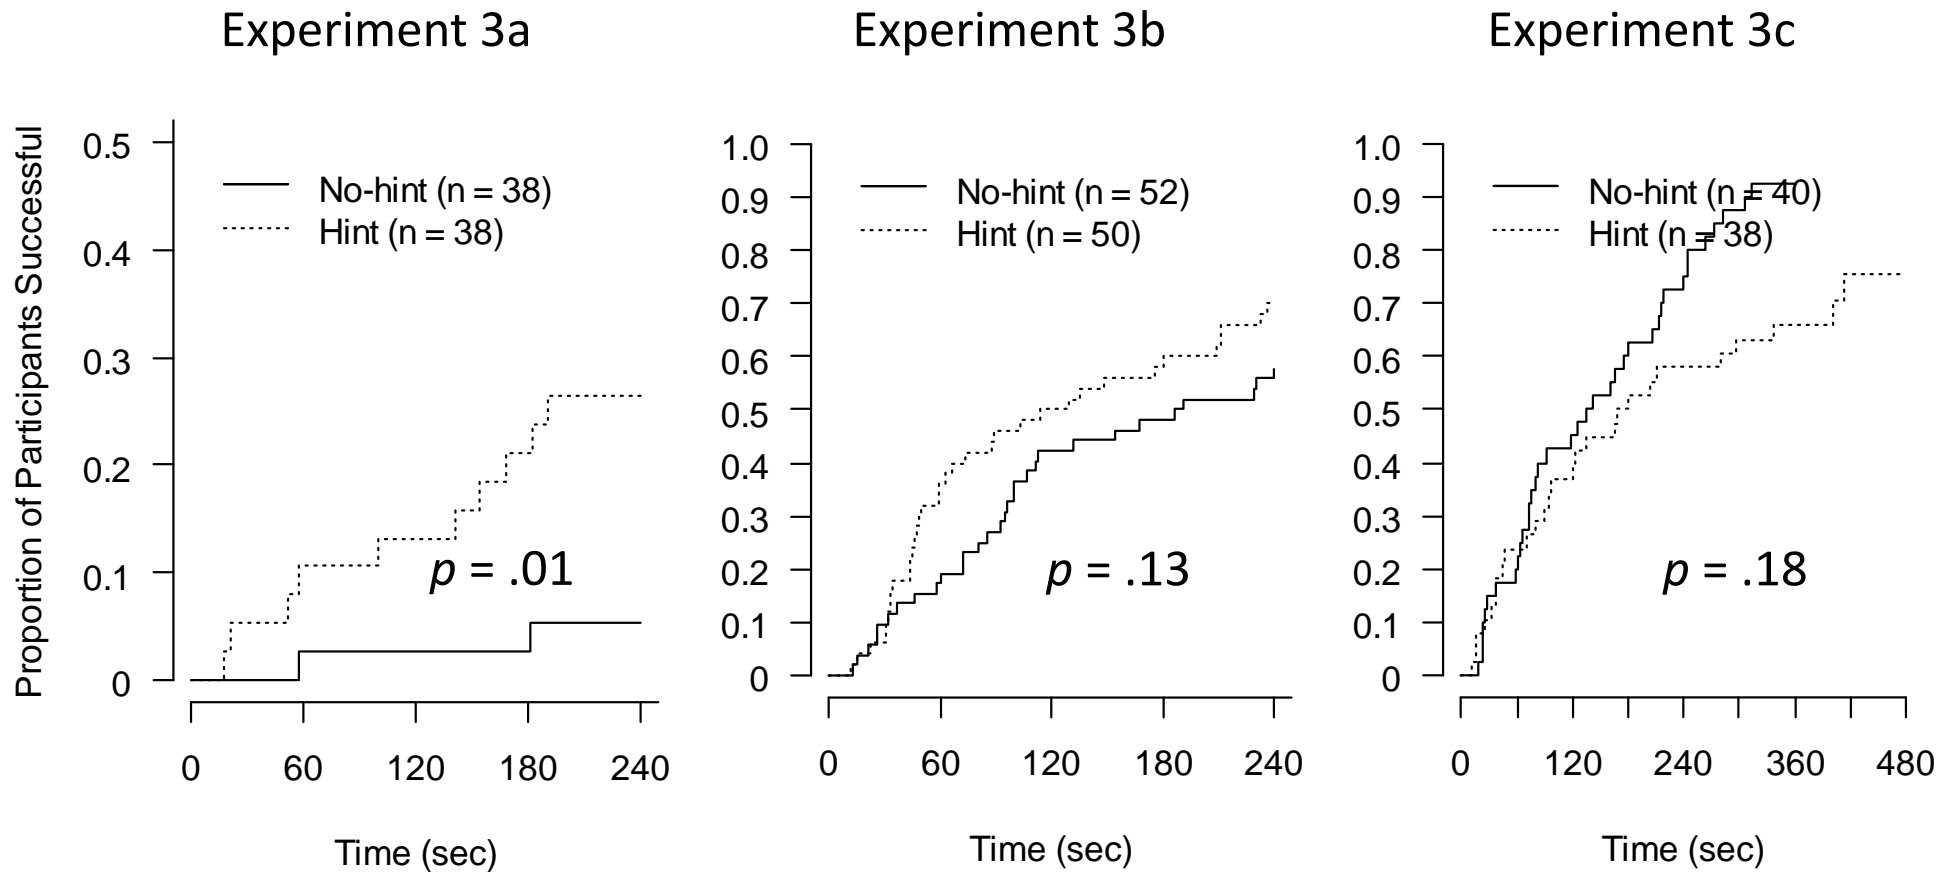 Experiment 3a
Experiment 3b
Experiment 3c
Proportion of Participants Successful
0.5
0.4
0.3
0.2
0.1
0
No-hint (n = 38)
Hint (n = 38)
p = .01
0 60 120 180 240
Time (sec)
1.0
0.9
0.8
0.7
0.6
0.5
0.4
0.3
0.2
0.1
0
No-hint (n = 52)
Hint (n = 50)
p = .13
0 60 120 180 240
Time (sec)
1.0
0.9
0.8
0.7
0.6
0.5
0.4
0.3
0.2
0.1
0
No-hint (n = 40)
Hint (n = 38)
p = .18
0 120 240 360 480
Time (sec)